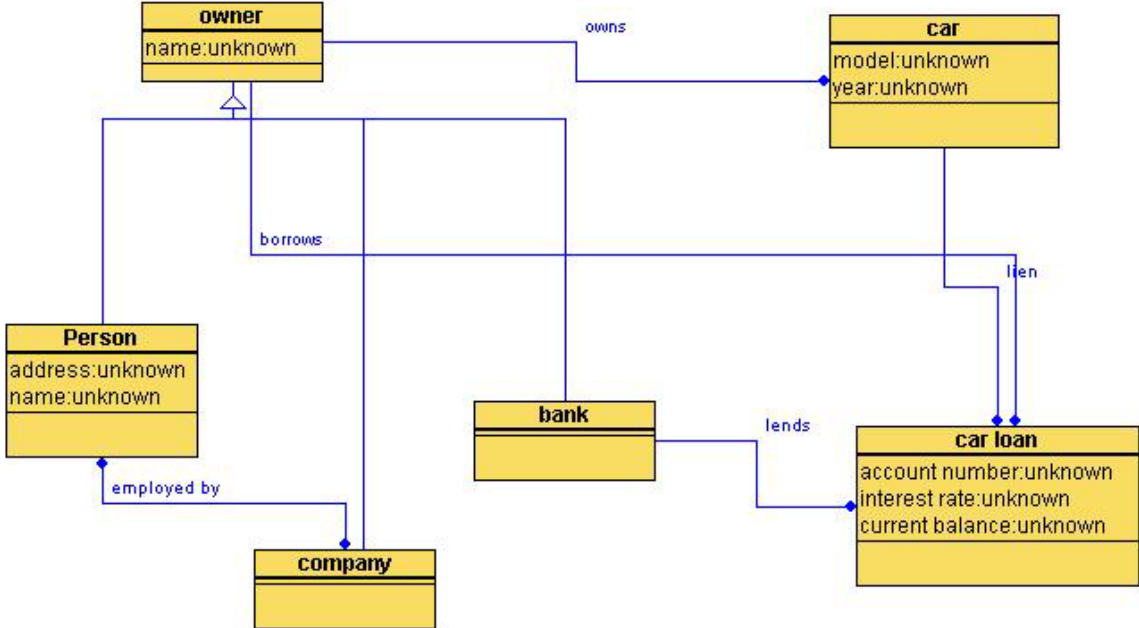 owner
name:unknown
owns
car
model:unknown
year:unknown
borrows
lien
Person
address:unknown
name:unknown
bank
lends
car loan
account number:unknown
interest rate:unknown
current balance:unknown
employed by
company